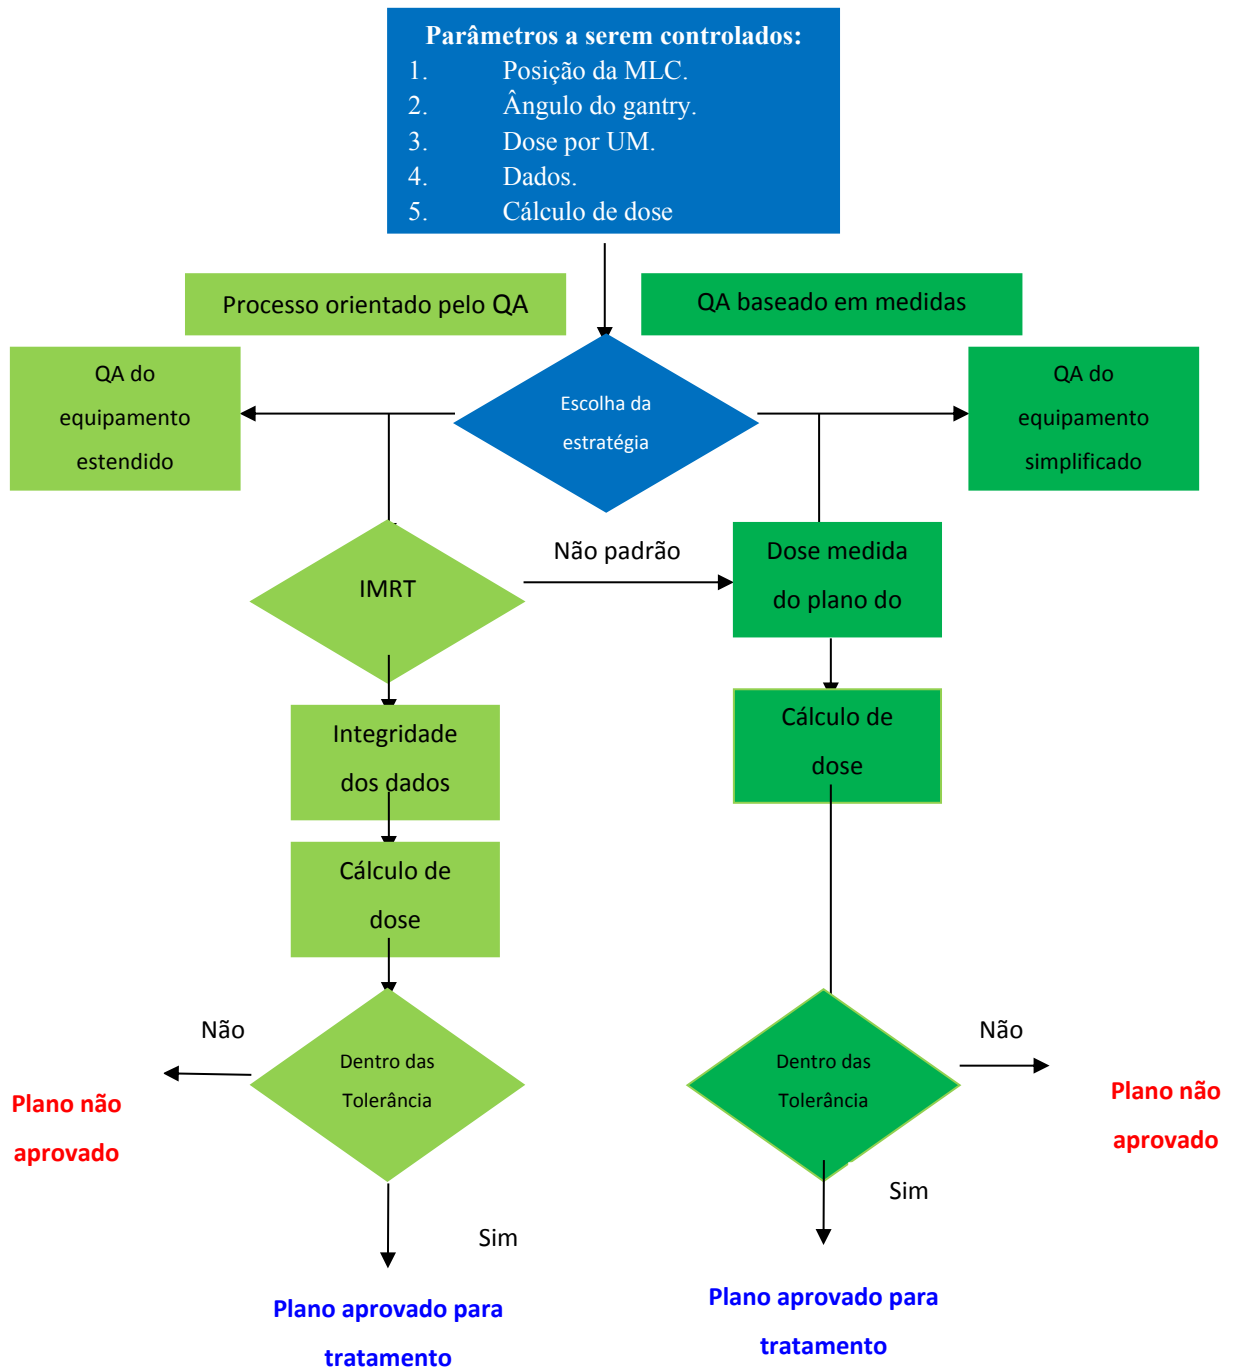 Parâmetros a serem controlados:
1. Posição da MLC.
2. Ângulo do gantry.
3. Dose por UM.
4. Dados.
5. Cálculo de dose
Processo orientado pelo QA
QA baseado em medidas
QA do
equipamento
estendido
Escolha da
estratégia
QA do
equipamento
simplificado
IMRT
Não padrão
Dose medida
do plano do
Integridade
dos dados
Cálculo de
dose
Cálculo de
dose
Não
Dentro das
Tolerância
Plano não
aprovado
Sim
Plano aprovado para
tratamento
Dentro das
Tolerância
Não
Plano não
aprovado
Sim
Plano aprovado para
tratamento